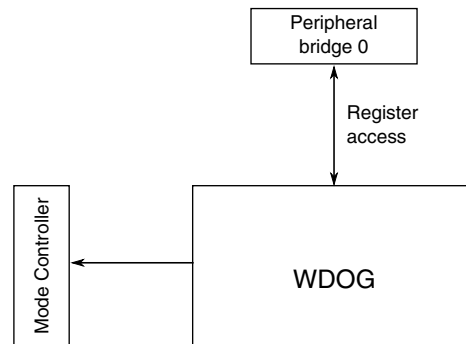 Peripheral
bridge 0
Register
access
Mode Controller
WDOG